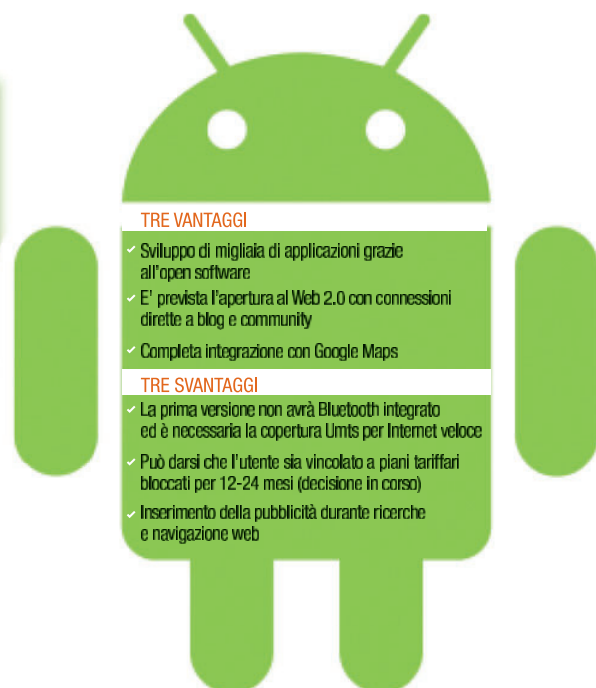 TRE VANTAGGI
Sviluppo di migliaia di applicazioni grazie
all'open software
E' prevista l'apertura al Web 2.0 con connessioni
dirette a blog e community
Completa integrazione con Google Maps
TRE SVANTAGGI
La prima versione non avrà Bluetooth integrato
ed è necessaria la copertura Umts per Internet veloce
Può darsi che l'utente sia vincolato a piani tariffari
bloccati per 12-24 mesi (decisione in corso)
Inserimento della pubblicità durante ricerche
e navigazione web